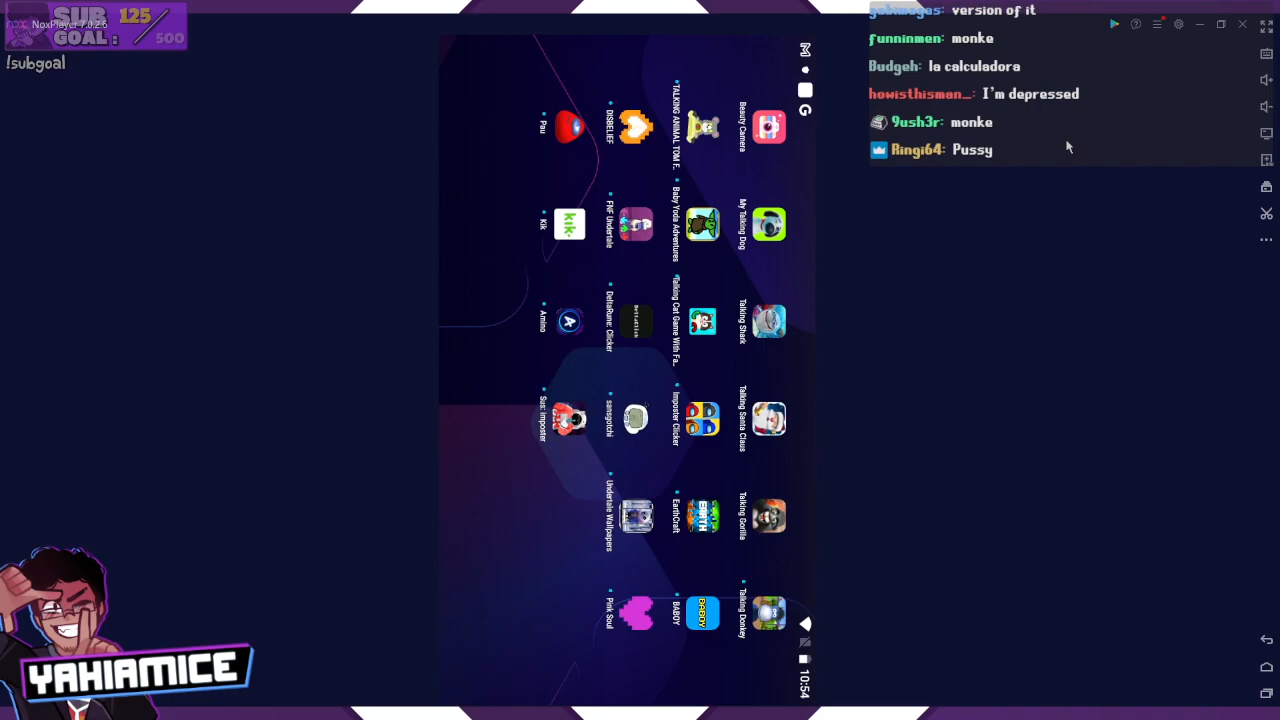 SUB 125
GOAL: 500
NoxPlayer 7.0.2.6
!subgoal
version of it
funninmen: monke
Budgeh: la calculadora
howisthisman_: I'm depressed
9ush3r: monke
Ringi64: Pussy
G
10:54
Beauty Camera
My Talking Dog
Talking Shark
Talking Santa Claus
Talking Gorilla
Talking Donkey
TALKING ANIMAL TOM F..
Baby Yoda Adventures
Talking Cat Game With Fa..
Imposter Clicker
EARTH
EarthCraft
BABOY
BABOY
DISBELIEF
FNF Undertale
DeltaRune: Clicker
sansgotchi
Undertale Wallpapers
Pink Soul
Pau
kik
Kik
A
Amino
Sus: Imposter
YAHIAMICE